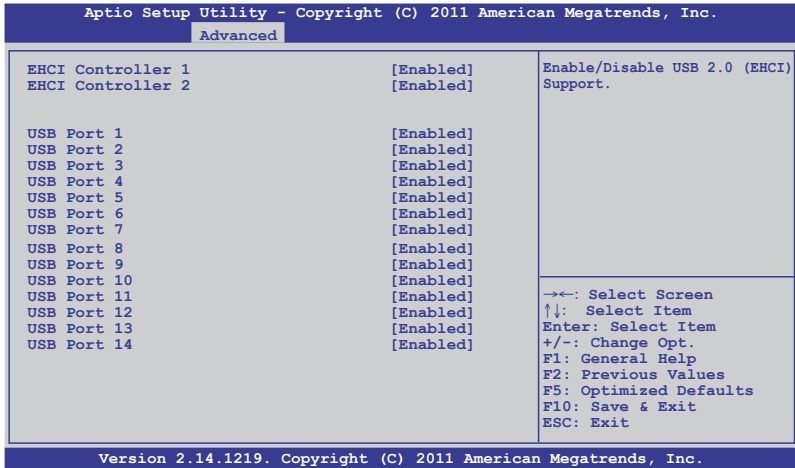 Aptio Setup Utility - Copyright (C) 2011 American Megatrends, Inc.
Advanced
EHCI Controller 1 [Enabled]
EHCI Controller 2 [Enabled]
USB Port 1 [Enabled]
USB Port 2 [Enabled]
USB Port 3 [Enabled]
USB Port 4 [Enabled]
USB Port 5 [Enabled]
USB Port 6 [Enabled]
USB Port 7 [Enabled]
USB Port 8 [Enabled]
USB Port 9 [Enabled]
USB Port 10 [Enabled]
USB Port 11 [Enabled]
USB Port 12 [Enabled]
USB Port 13 [Enabled]
USB Port 14 [Enabled]
Enable/Disable USB 2.0 (EHCI)
Support.
→←: Select Screen
↑↓: Select Item
Enter: Select Item
+/-: Change Opt.
F1: General Help
F2: Previous Values
F5: Optimized Defaults
F10: Save & Exit
ESC: Exit
Version 2.14.1219. Copyright (C) 2011 American Megatrends, Inc.